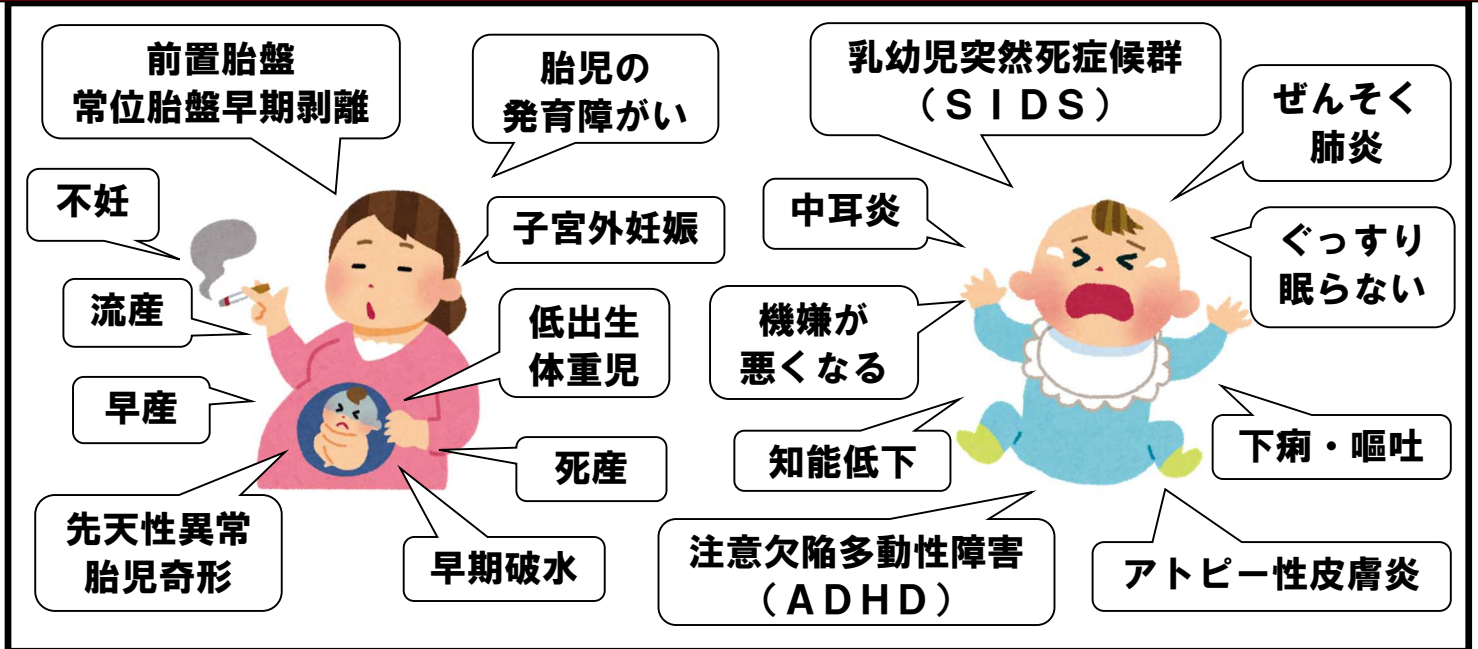 前置胎盤
常位胎盤早期剥離
胎児の
発育障がい
不妊
子宮外妊娠
流産
低出生
体重児
早産
死産
先天性異常
胎児奇形
早期破水
乳幼児突然死症候群
（ＳＩＤＳ）
ぜんそく
肺炎
中耳炎
ぐっすり
眠らない
機嫌が
悪くなる
知能低下
下痢・嘔吐
注意欠陥多動性障害
（ＡＤＨＤ）
アトピー性皮膚炎